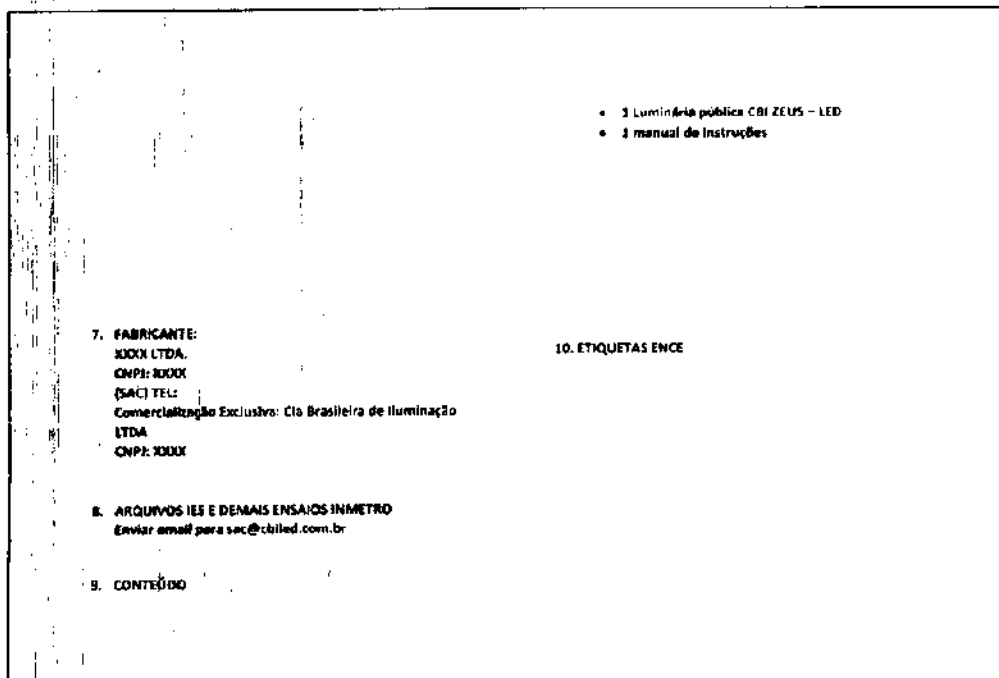 7. FABRICANTE:
XXXX LTDA.
CNPJ: XXXX
(SAC) TEL:
Comercialização Exclusiva: Cia Brasileira de Iluminação
LTDA
CNPJ: XXXX
8. ARQUIVOS IES E DEMAIS ENSAIOS INMETRO
Enviar email para sac@cbiled.com.br
9. CONTEÚDO
• 1 Luminária pública CBI ZEUS – LED
• 1 manual de Instruções
10. ETIQUETAS ENCE